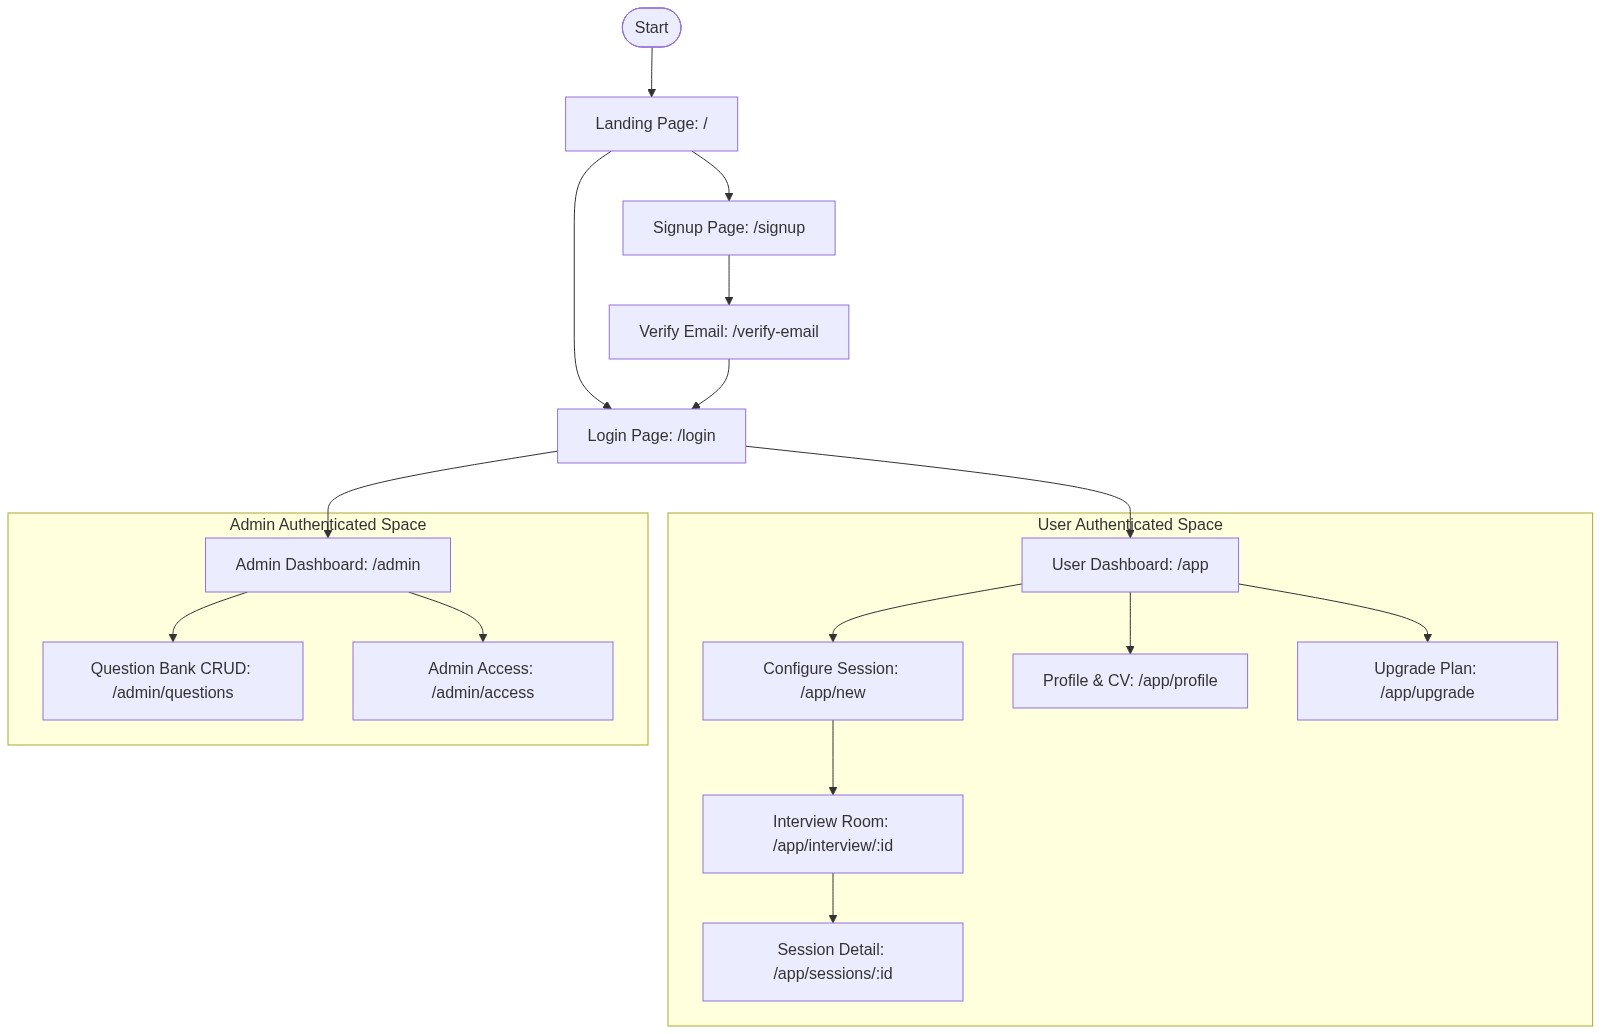 Start
Landing Page: /
Signup Page: /signup
Verify Email: /verify-email
Login Page: /login
Admin Authenticated Space
Admin Dashboard: /admin
Question Bank CRUD:
/admin/questions
Admin Access:
/admin/access
User Authenticated Space
User Dashboard: /app
Configure Session:
/app/new
Profile & CV: /app/profile
Upgrade Plan:
/app/upgrade
Interview Room:
/app/interview/:id
Session Detail:
/app/sessions/:id